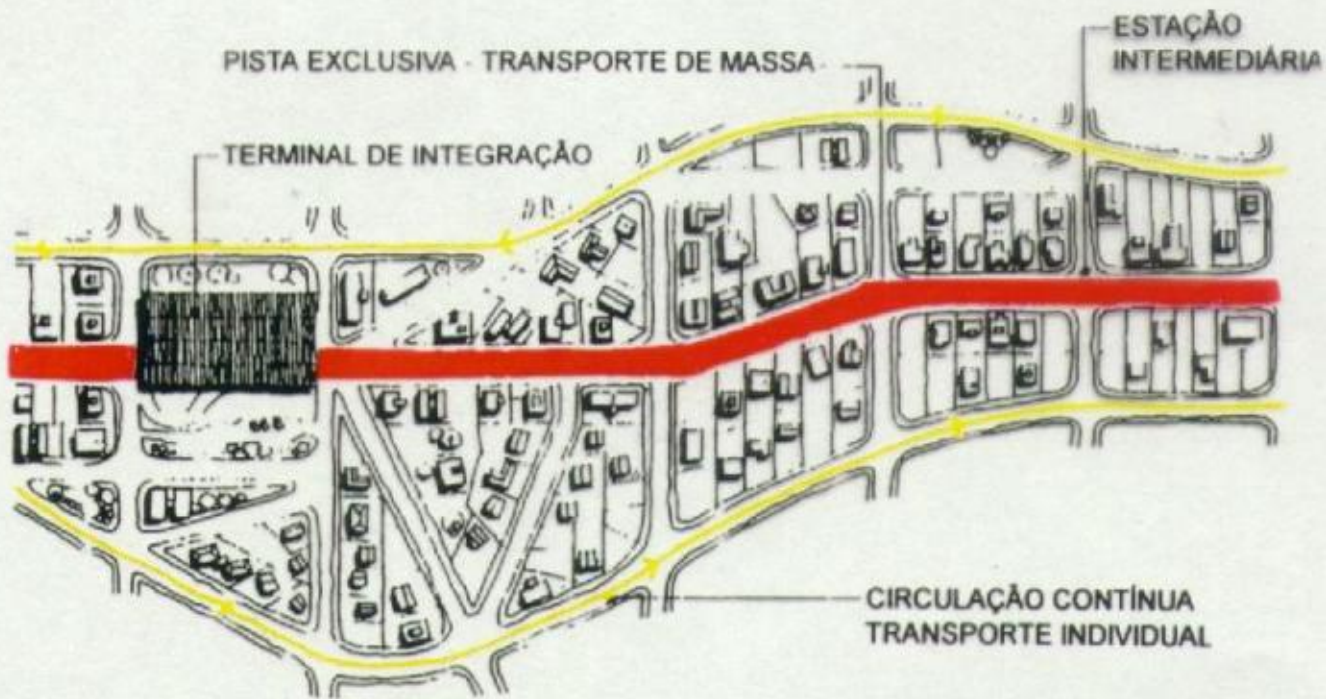 ESTAÇÃO
INTERMEDIÁRIA
PISTA EXCLUSIVA - TRANSPORTE DE MASSA
TERMINAL DE INTEGRAÇÃO
CIRCULAÇÃO CONTÍNUA
TRANSPORTE INDIVIDUAL